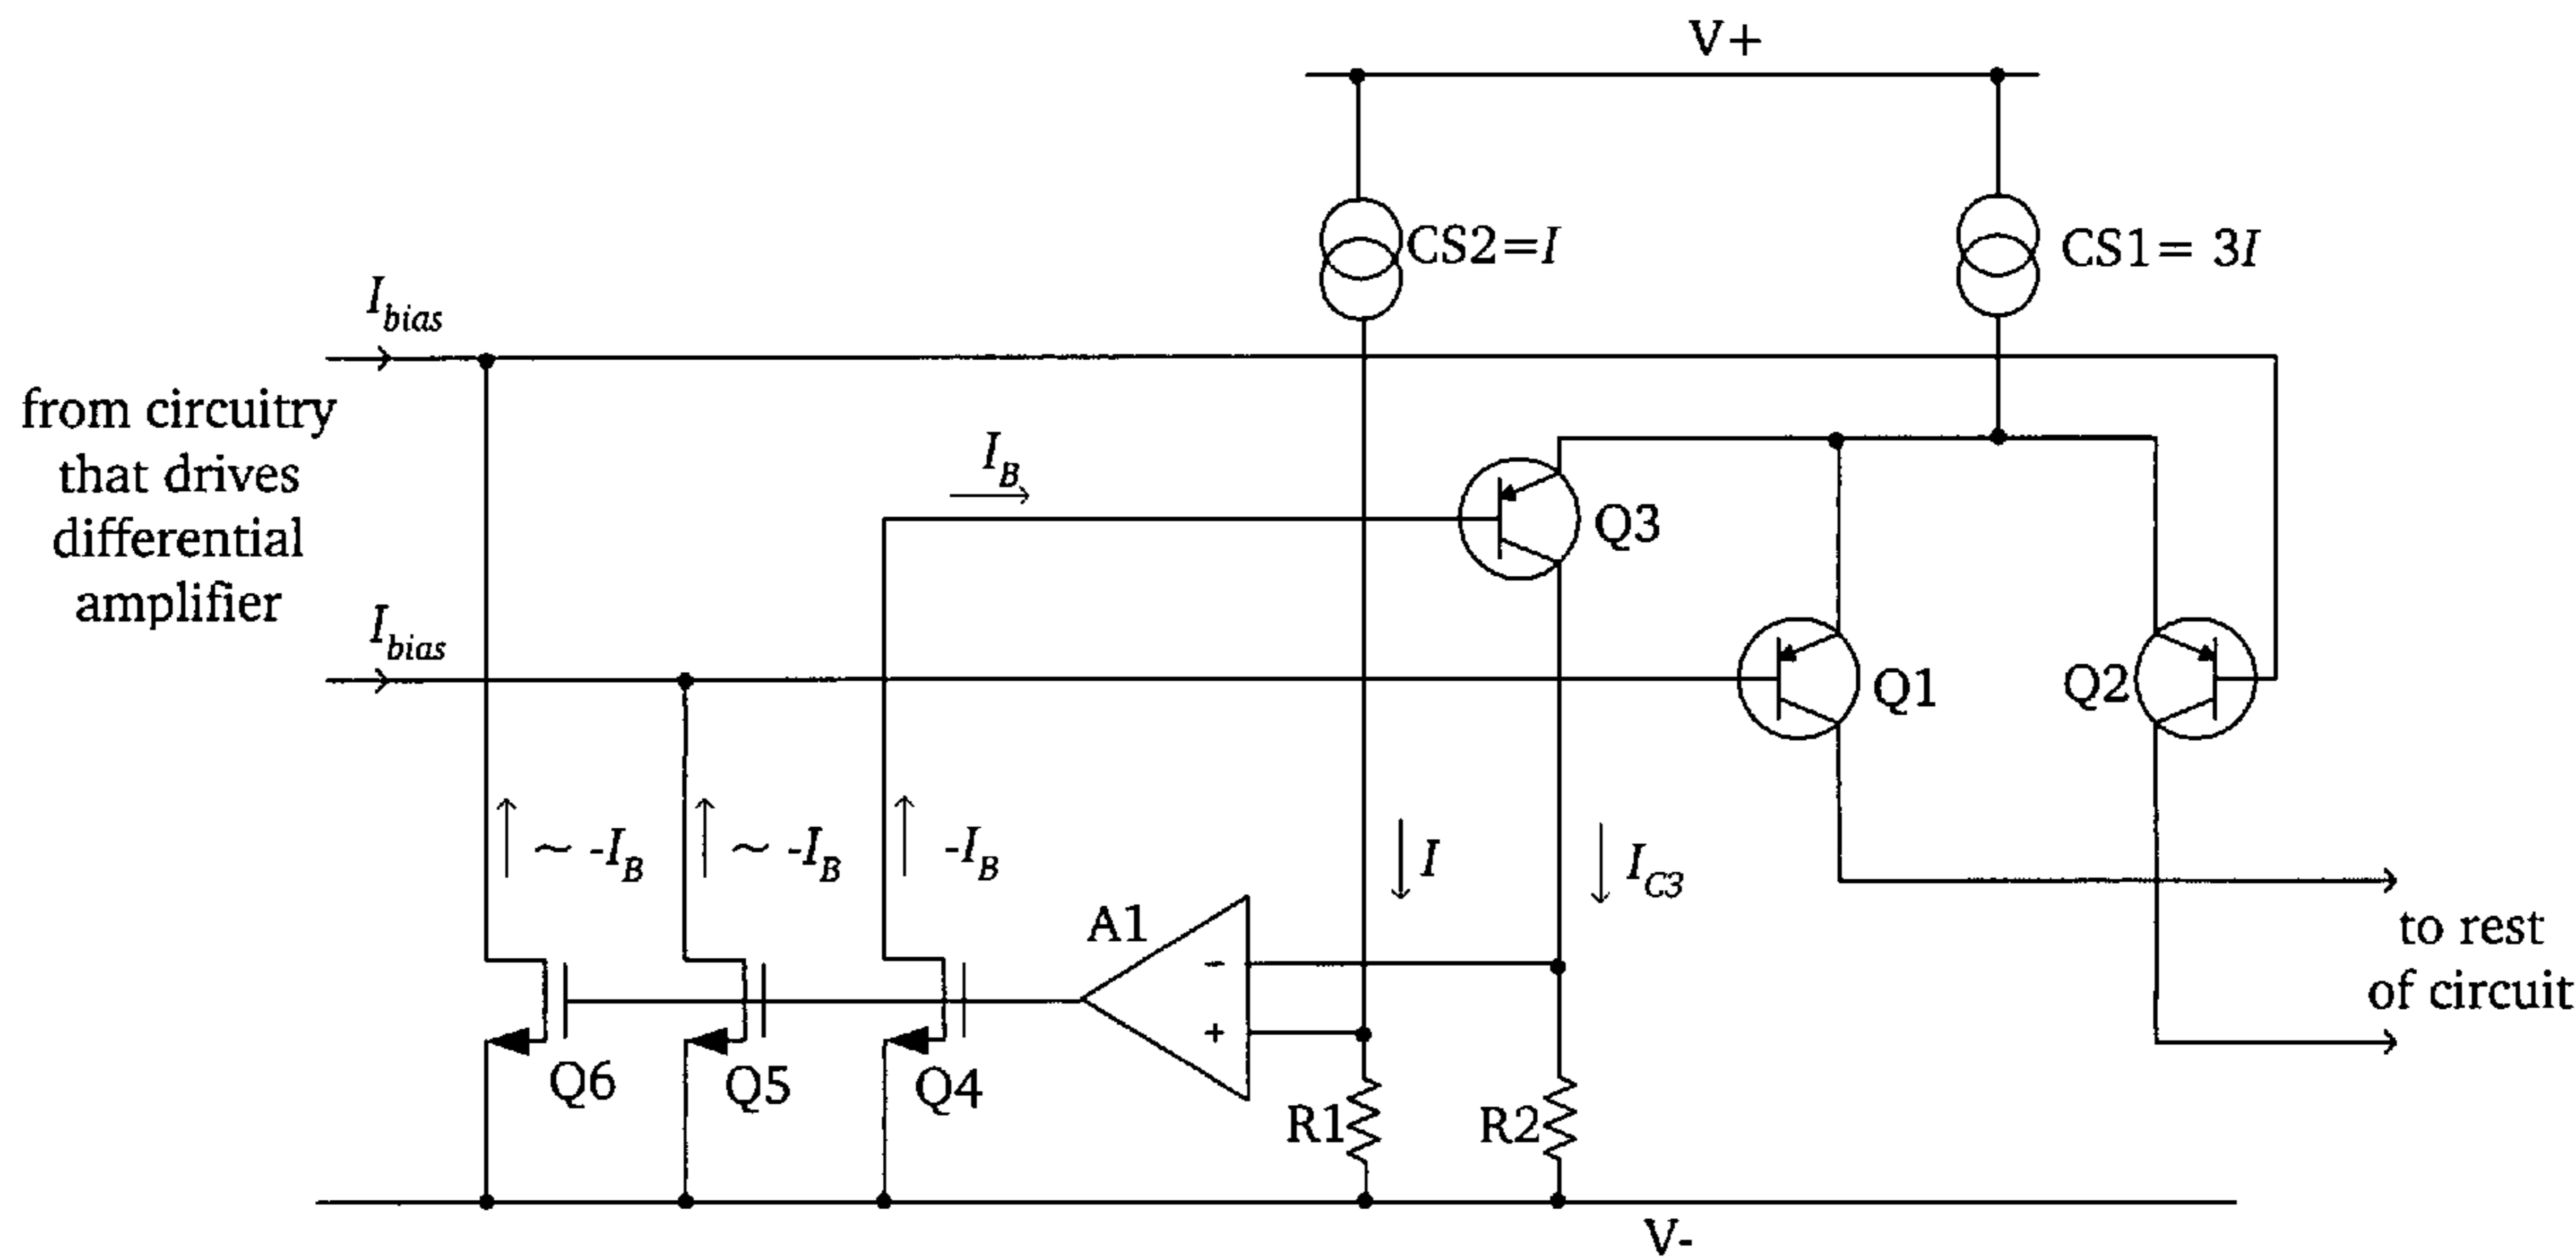 V+
CS2=I
CS1= 3I
I_bias
from circuitry
that drives
differential
amplifier
I_B
Q3
I_bias
Q1
Q2
~ -I_B
~ -I_B
-I_B
I
I_C3
A1
-
+
to rest
of circuit
Q6
Q5
Q4
R1
R2
V-